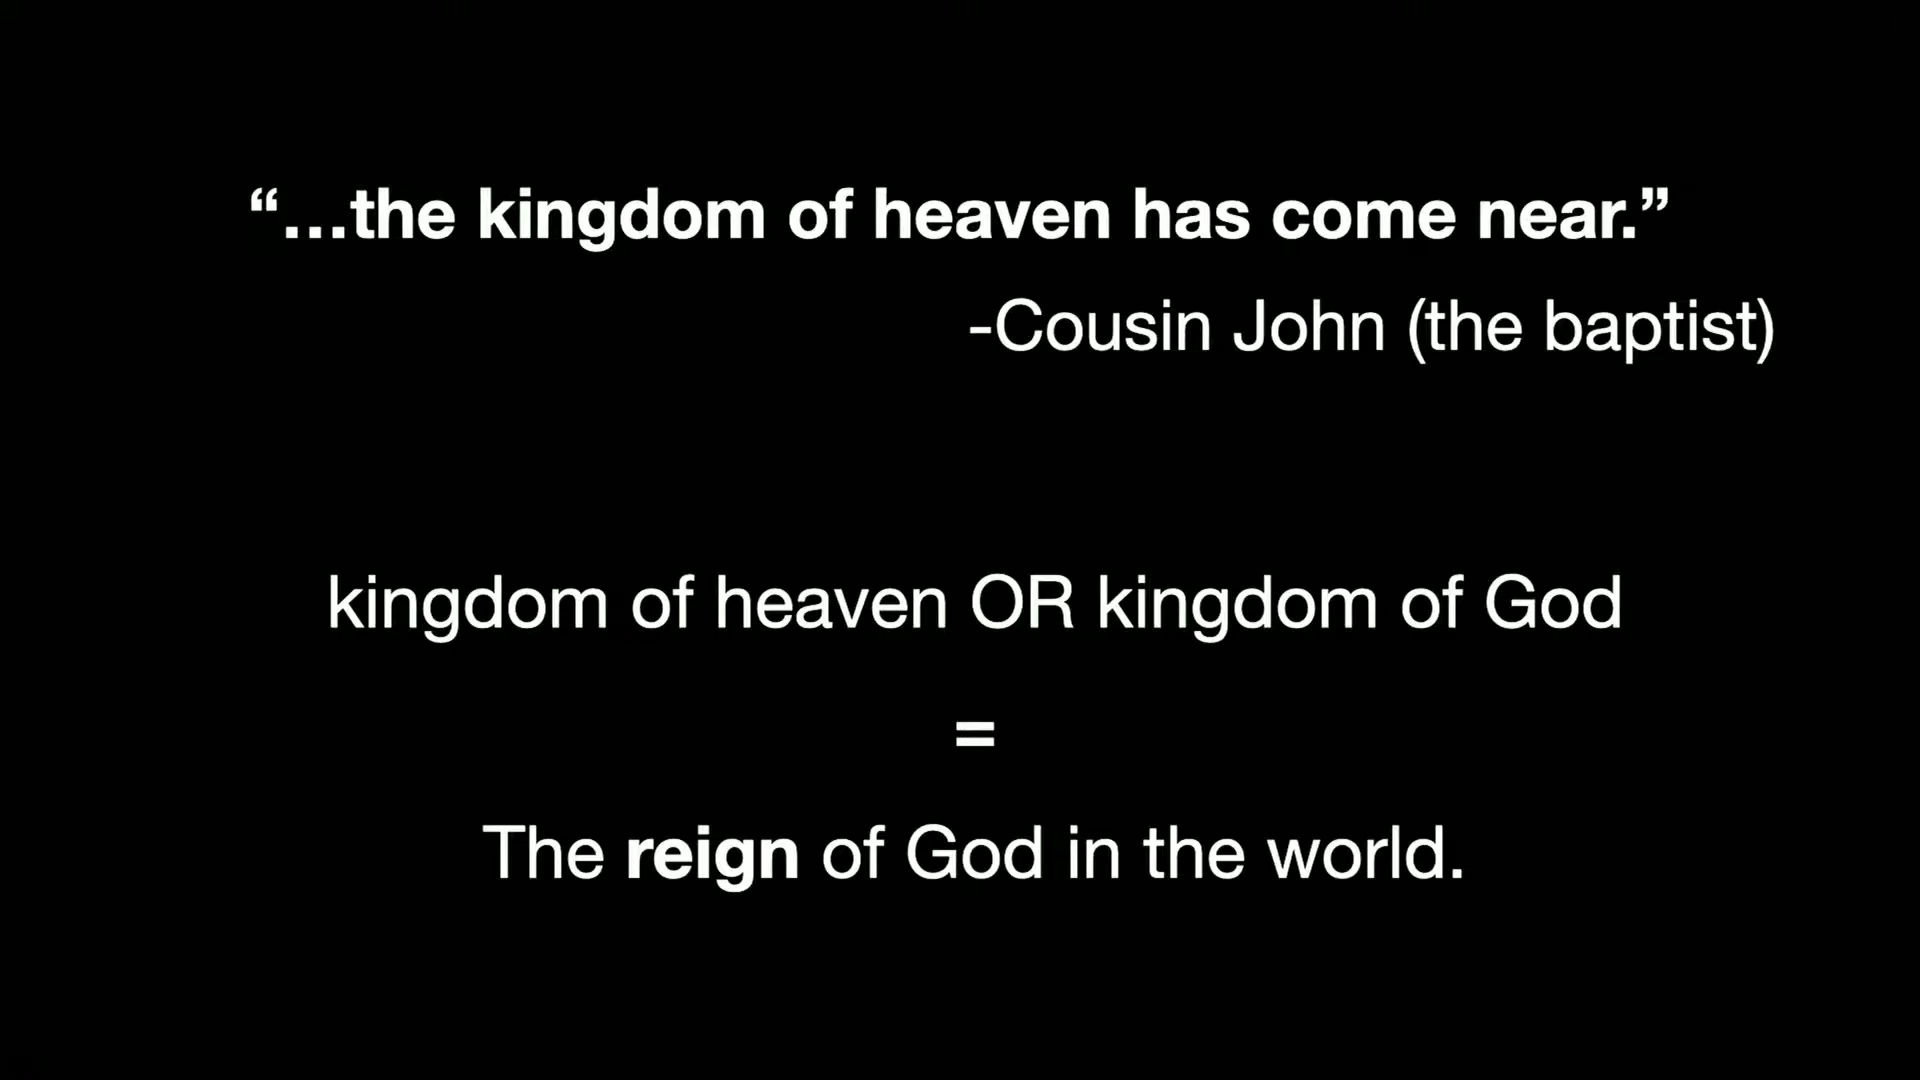 “...the kingdom of heaven has come near.”
-Cousin John (the baptist)
kingdom of heaven OR kingdom of God
=
The reign of God in the world.